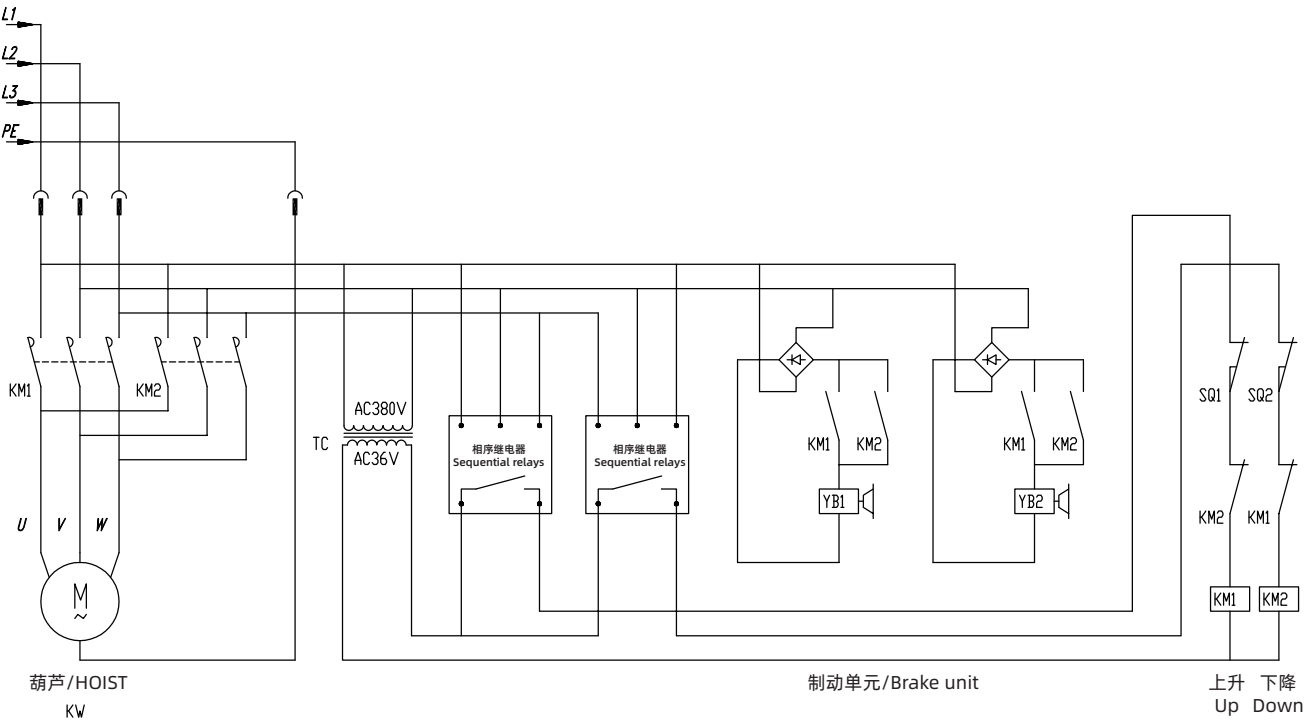 L1
L2
L3
PE
KM1
KM2
AC380V
TC
AC36V
相序继电器
Sequential relays
相序继电器
Sequential relays
KM1
KM2
YB1
KM1
KM2
YB2
SQ1
SQ2
KM2
KM1
KM1
KM2
U
V
W
M
~
葫芦/HOIST
KW
制动单元/Brake unit
上升
Up
下降
Down